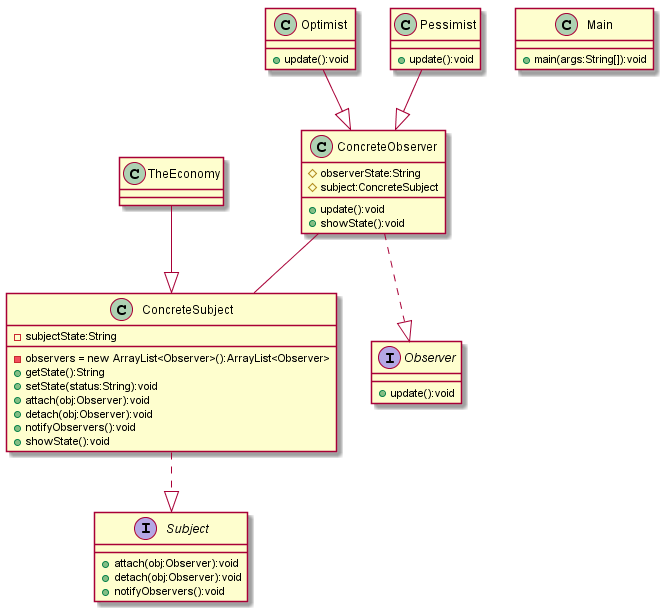 C Optimist
update():void
C Pessimist
update():void
C Main
main(args:String[]):void
C ConcreteObserver
observerState:String
subject:ConcreteSubject
update():void
showState():void
C TheEconomy
C ConcreteSubject
subjectState:String
observers = new ArrayList<Observer>():ArrayList<Observer>
getState():String
setState(status:String):void
attach(obj:Observer):void
detach(obj:Observer):void
notifyObservers():void
showState():void
I Observer
update():void
I Subject
attach(obj:Observer):void
detach(obj:Observer):void
notifyObservers():void